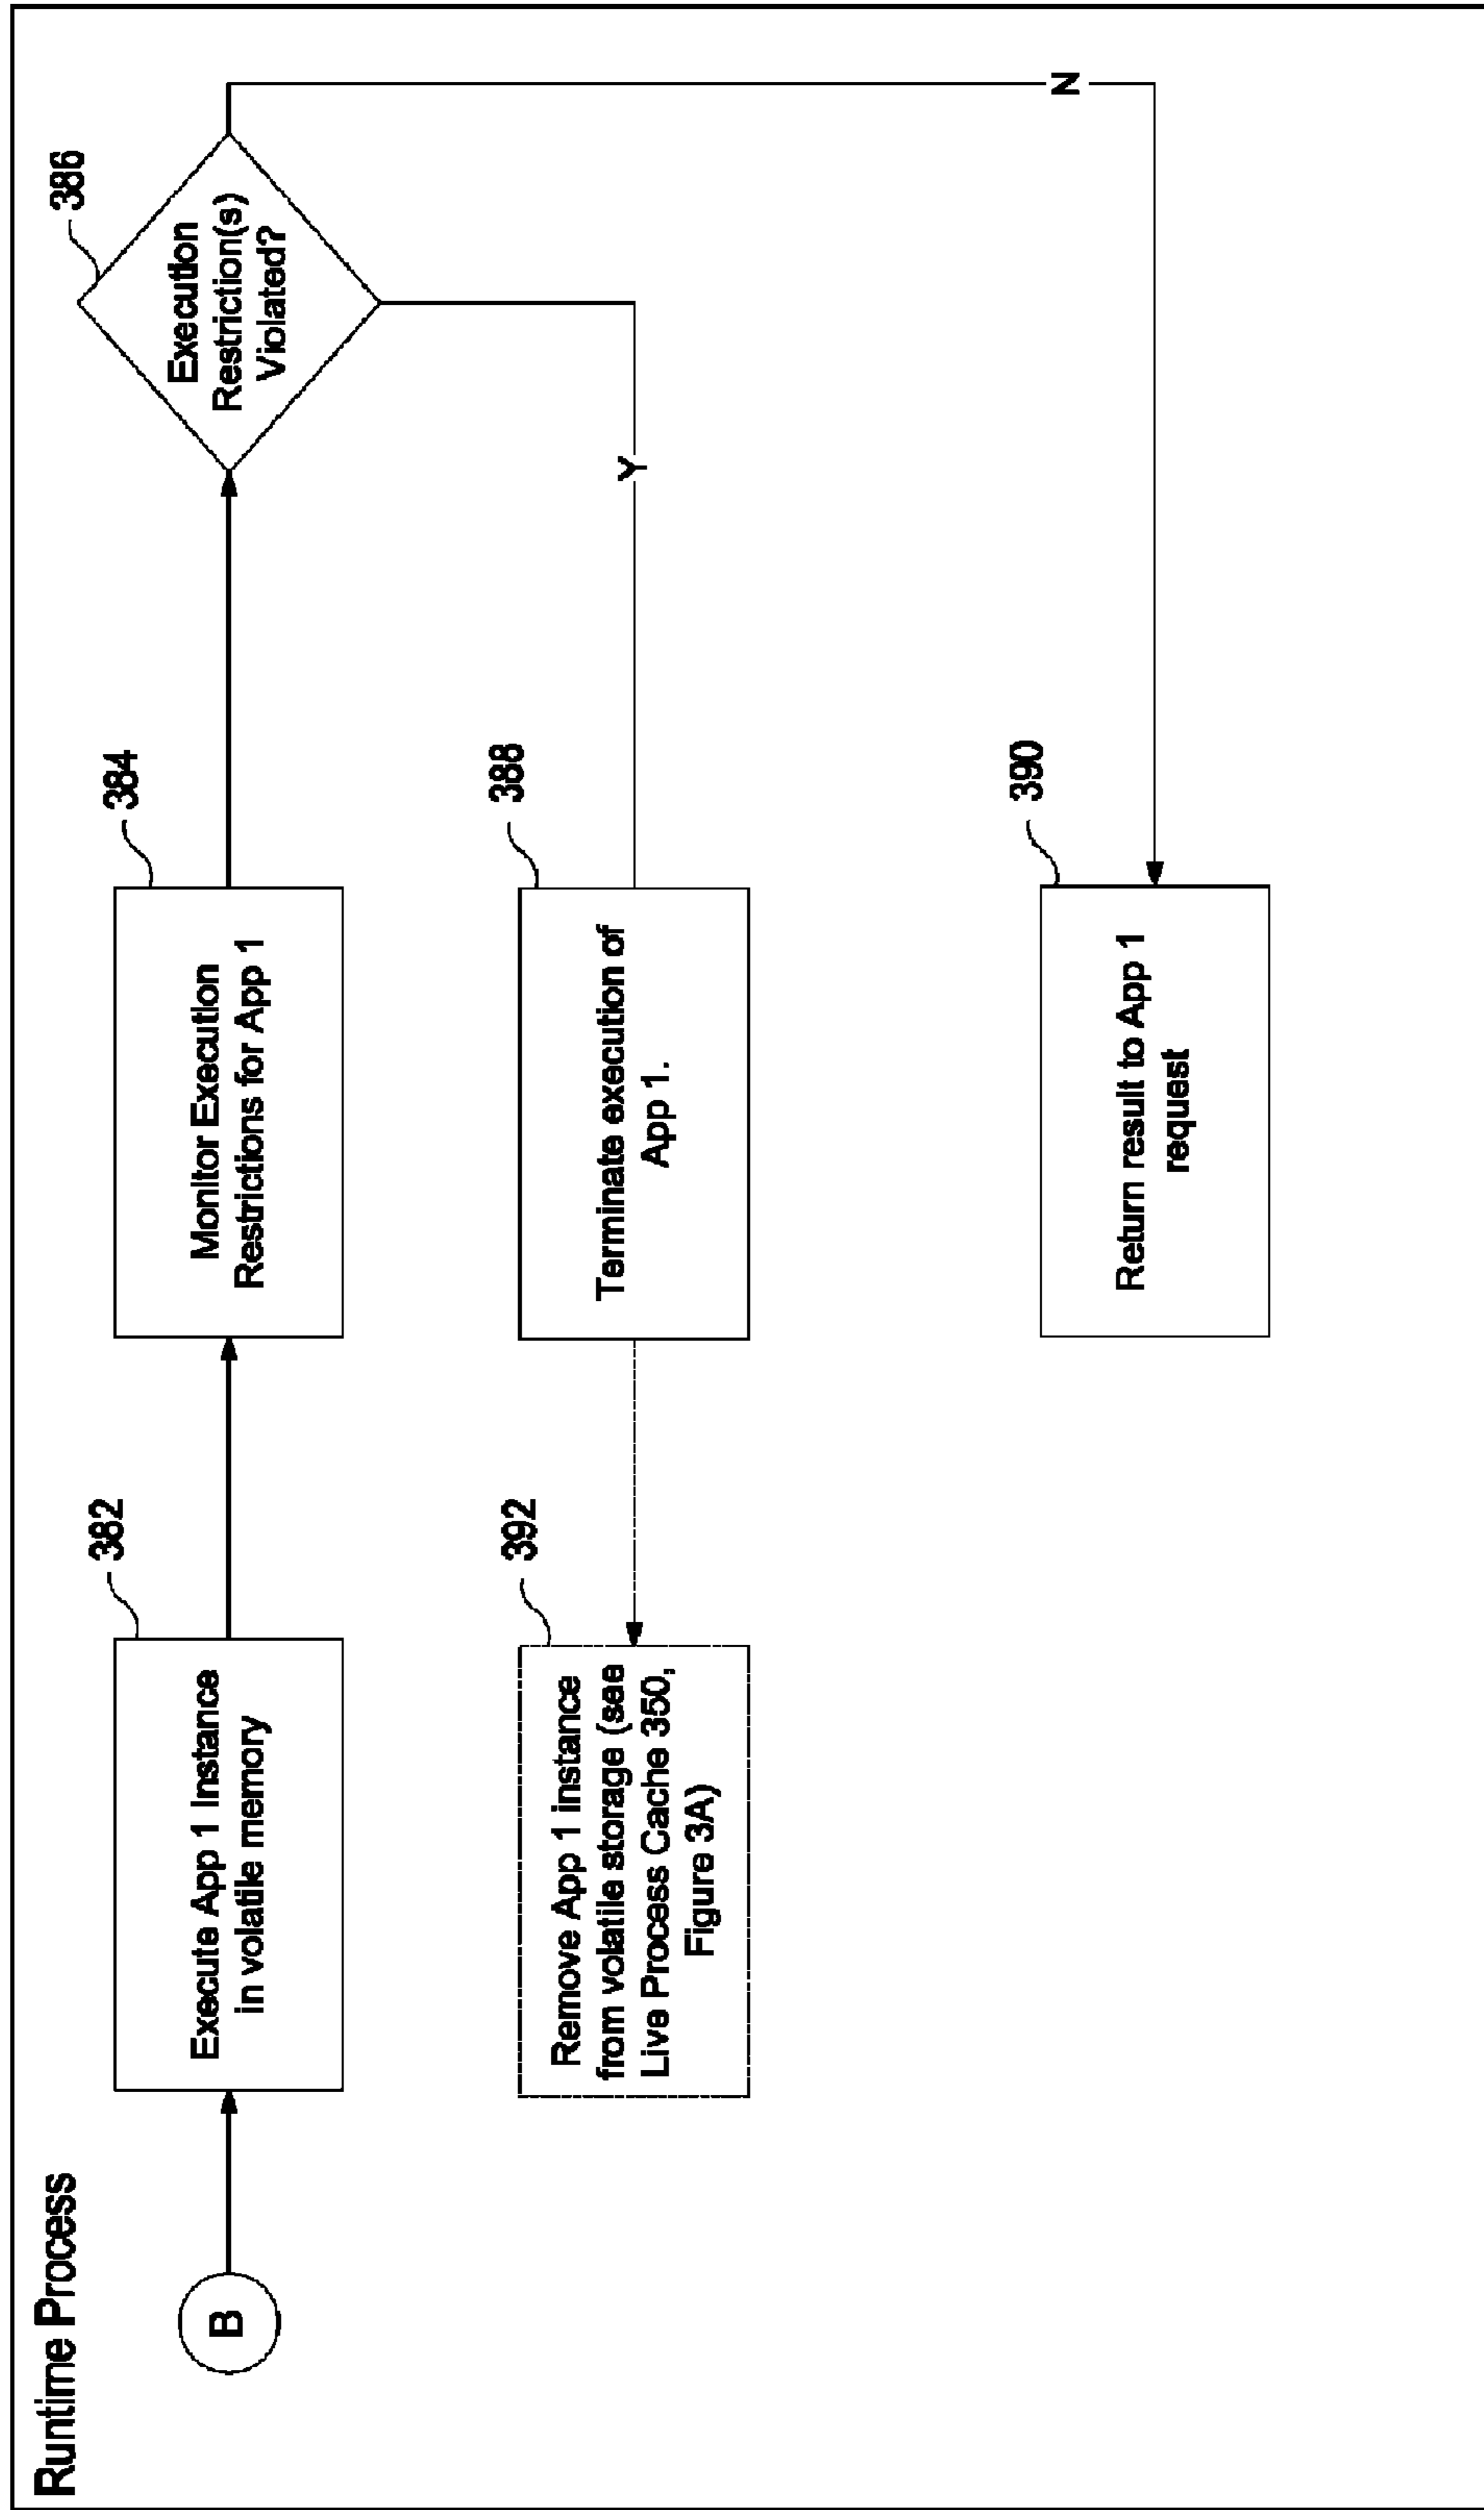 Runtime Process
B
382
Execute App 1 Instance
in volatile memory
384
Monitor Execution
Restrictions for App 1
386
Execution
Restriction(s)
Violated?
Y
N
388
Terminate execution of
App 1.
392
Remove App 1 instance
from volatile storage (see
Live Process Cache 350,
Figure 3A)
390
Return result to App 1
request